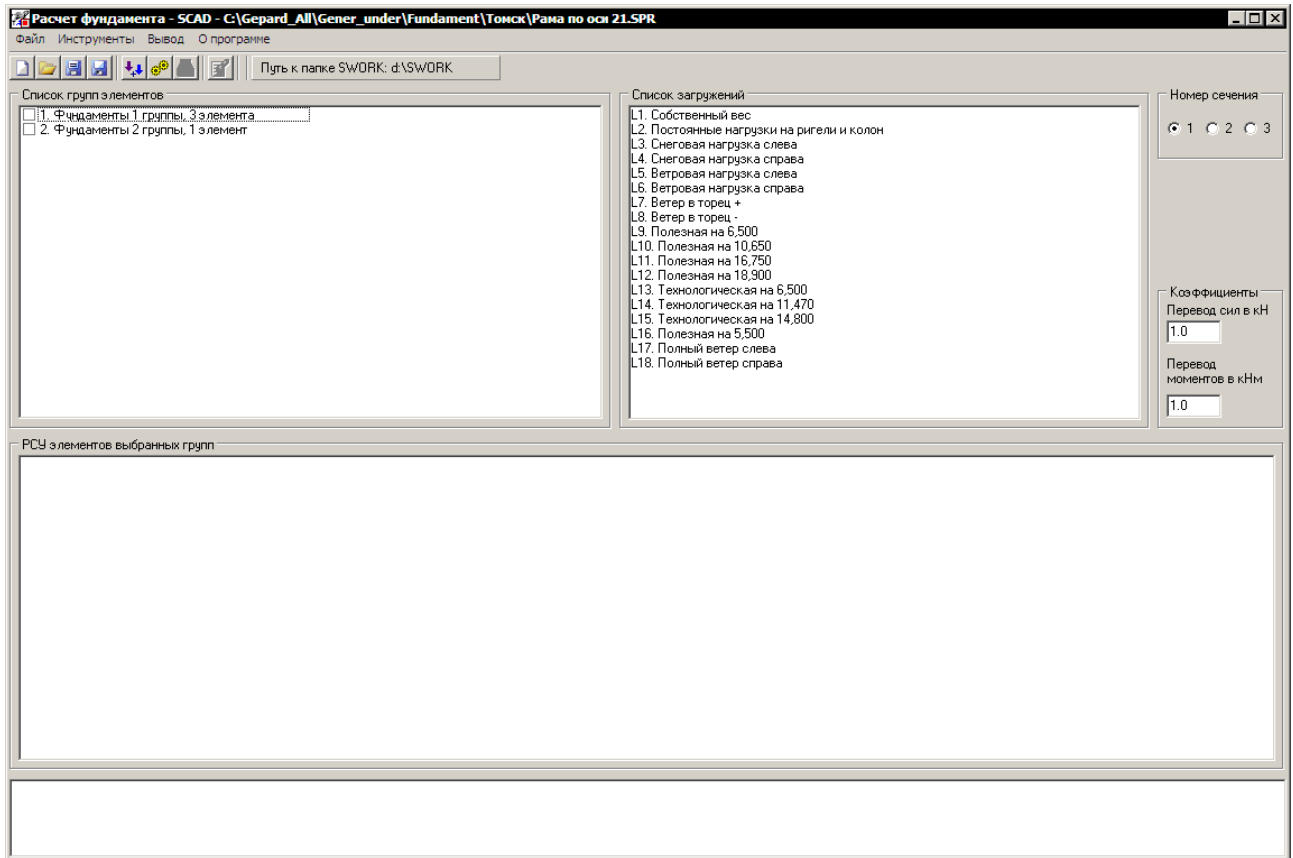 Расчет фундамента - SCAD - C:\Gepard_All\Gener_under\Fundament\Томск\Рама по оси 21.SPR
Файл Инструменты Вывод О программе
Путь к папке SWORK: d:\SWORK
Список групп элементов
1. Фундаменты 1 группы, 3 элемента
2. Фундаменты 2 группы, 1 элемент
Список загружений
L1. Собственный вес
L2. Постоянные нагрузки на ригели и колон
L3. Снеговая нагрузка слева
L4. Снеговая нагрузка справа
L5. Ветровая нагрузка слева
L6. Ветровая нагрузка справа
L7. Ветер в торец +
L8. Ветер в торец -
L9. Полезная на 6,500
L10. Полезная на 10,650
L11. Полезная на 16,750
L12. Полезная на 18,900
L13. Технологическая на 6,500
L14. Технологическая на 11,470
L15. Технологическая на 14,800
L16. Полезная на 5,500
L17. Полный ветер слева
L18. Полный ветер справа
Номер сечения
1 2 3
Коэффициенты
Перевод сил в кН
1.0
Перевод
моментов в кНм
1.0
РСУ элементов выбранных групп